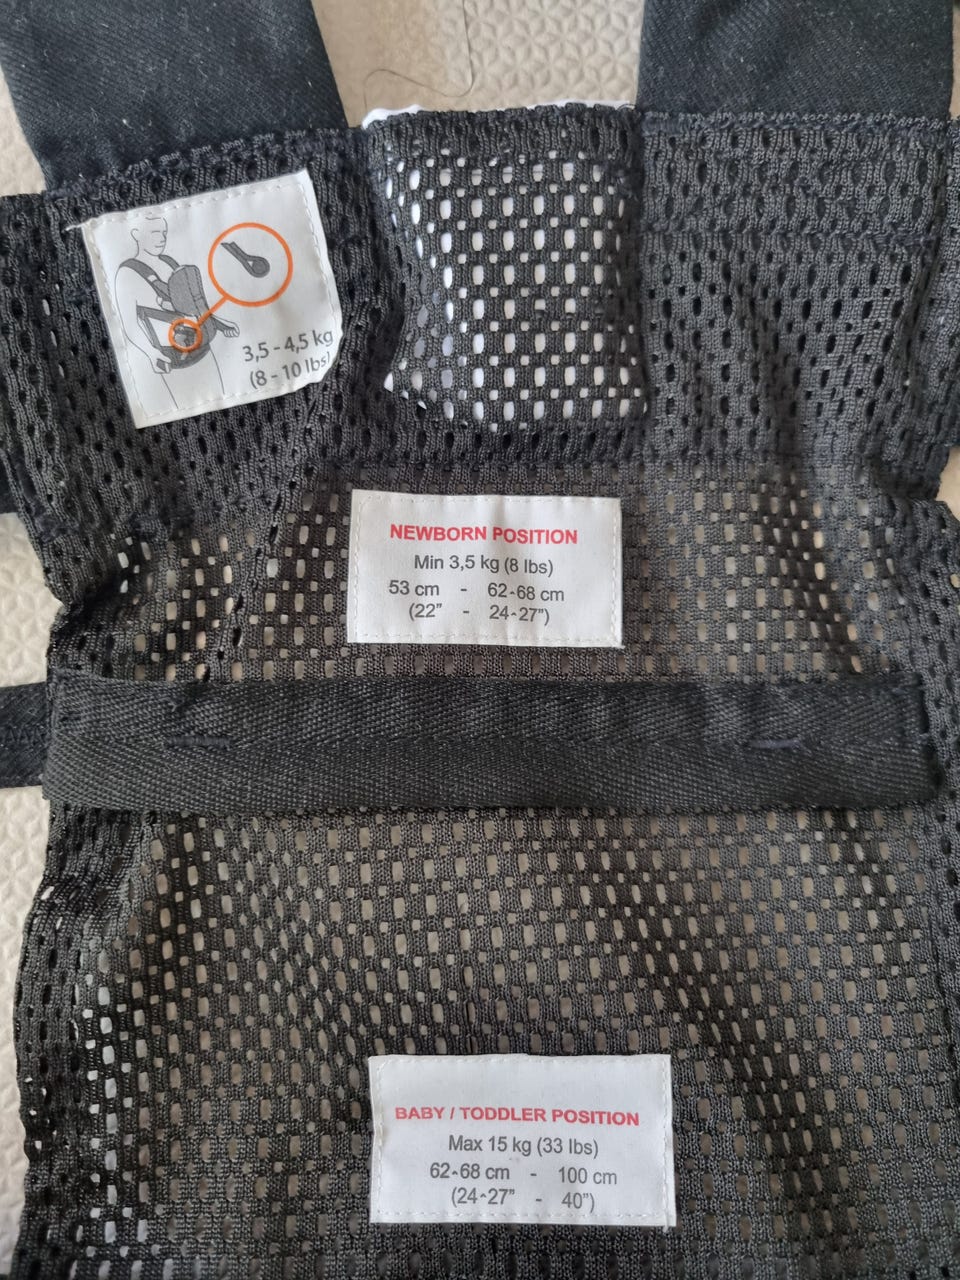 3,5 - 4,5 kg
(8 - 10 lbs)
NEWBORN POSITION
Min 3,5 kg (8 lbs)
53 cm - 62-68 cm
(22" - 24-27")
BABY / TODDLER POSITION
Max 15 kg (33 lbs)
62-68 cm - 100 cm
(24-27" - 40")